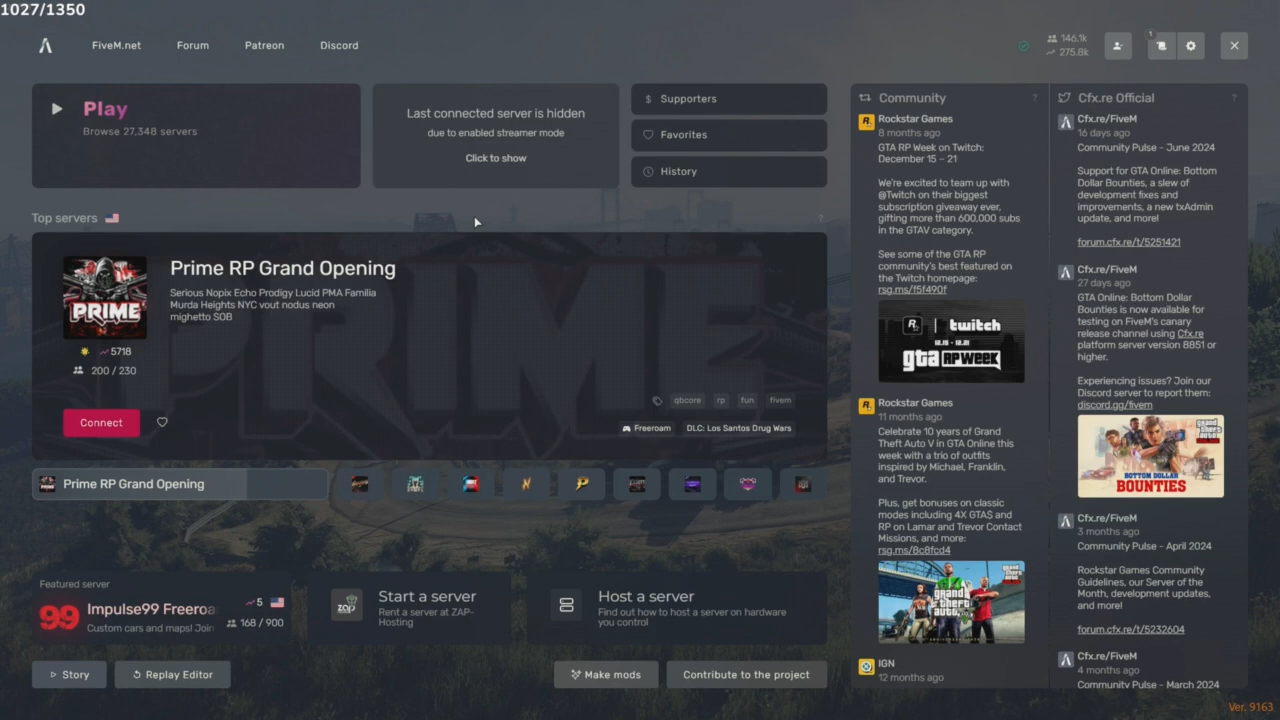 1027/1350
FiveM.net
Forum
Patreon
Discord
146.1k
275.8k
1
Play
Browse 27,348 servers
Last connected server is hidden
due to enabled streamer mode
Click to show
$ Supporters
Favorites
History
Top servers
?
PRIME
Prime RP Grand Opening
Serious Nopix Echo Prodigy Lucid PMA Familia
Murda Heights NYC vout nodus neon
mighetto SOB
PRIME
5718
200 / 230
qbcore rp fun fivem
Connect
Freeroam DLC: Los Santos Drug Wars
Prime RP Grand Opening
Featured server
99
Impulse99 Freeroa
Custom cars and maps! Join
5
168 / 900
ZAP
Start a server
Rent a server at ZAP-
Hosting
Host a server
Find out how to host a server on hardware
you control
Story
Replay Editor
Make mods
Contribute to the project
Community
?
Rockstar Games
8 months ago
GTA RP Week on Twitch:
December 15 – 21
We're excited to team up with
@Twitch on their biggest
subscription giveaway ever,
gifting more than 600,000 subs
in the GTAV category.
See some of the GTA RP
community's best featured on
the Twitch homepage:
rsg.ms/f5f490f
R twitch
12.15 - 12.21
gta RP WEEK
Rockstar Games
11 months ago
Celebrate 10 years of Grand
Theft Auto V in GTA Online this
week with a trio of outfits
inspired by Michael, Franklin,
and Trevor.
Plus, get bonuses on classic
modes including 4X GTA$ and
RP on Lamar and Trevor Contact
Missions, and more:
rsg.ms/8c8fcd4
grand
theft
auto
IGN
12 months ago
Cfx.re Official
?
Cfx.re/FiveM
16 days ago
Community Pulse - June 2024
Support for GTA Online: Bottom
Dollar Bounties, a slew of
development fixes and
improvements, a new txAdmin
update, and more!
forum.cfx.re/t/5251421
Cfx.re/FiveM
27 days ago
GTA Online: Bottom Dollar
Bounties is now available for
testing on FiveM's canary
release channel using Cfx.re
platform server version 8851 or
higher.
Experiencing issues? Join our
Discord server to report them:
discord.gg/fivem
BOTTOM DOLLAR
BOUNTIES
Cfx.re/FiveM
3 months ago
Community Pulse - April 2024
Rockstar Games Community
Guidelines, our Server of the
Month, development updates,
and more!
forum.cfx.re/t/5232604
Cfx.re/FiveM
4 months ago
Community Pulse - March 2024
Ver. 9163